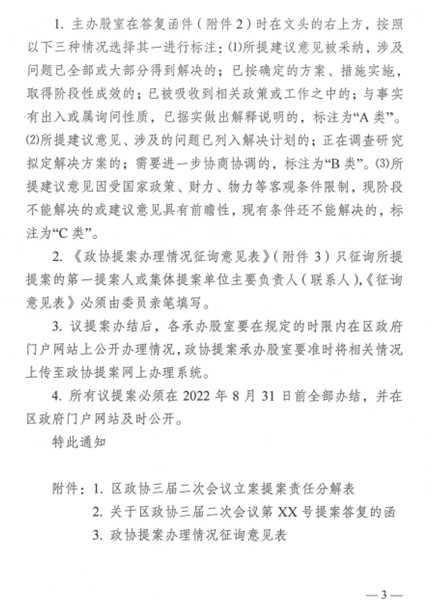 1. 主办股室在答复函件(附件2)时在文头的右上方，按照
以下三种情况选择其一进行标注：⑴所提建议意见被采纳，涉及
问题已全部或大部分得到解决的；已按确定的方案、措施实施，
取得阶段性成效的；已被吸收到相关政策或工作之中的；与事实
有出入或属询问性质，已据实做出解释说明的，标注为“A 类”。
⑵所提建议意见、涉及的问题已列入解决计划的；正在调查研究
拟定解决方案的；需要进一步协商协调的，标注为“B 类”。⑶所
提建议意见因受国家政策、财力、物力等客观条件限制，现阶段
不能解决的或建议意见具有前瞻性，现有条件还不能解决的，标
注为“C 类”。
2. 《政协提案办理情况征询意见表》(附件 3) 只征询所提
提案的第一提案人或集体提案单位主要负责人(联系人)，《征询
意见表》必须由委员亲笔填写。
3. 议提案办结后，各承办股室要在规定的时限内在区政府
门户网站上公开办理情况，政协提案承办股室要准时将相关情况
上传至政协提案网上办理系统。
4. 所有议提案必须在 2022 年 8 月 31 日前全部办结，并在
区政府门户网站及时公开。
特此通知
附件：1. 区政协三届二次会议立案提案责任分解表
2. 关于区政协三届二次会议第 XX 号提案答复的函
3. 政协提案办理情况征询意见表
—3—